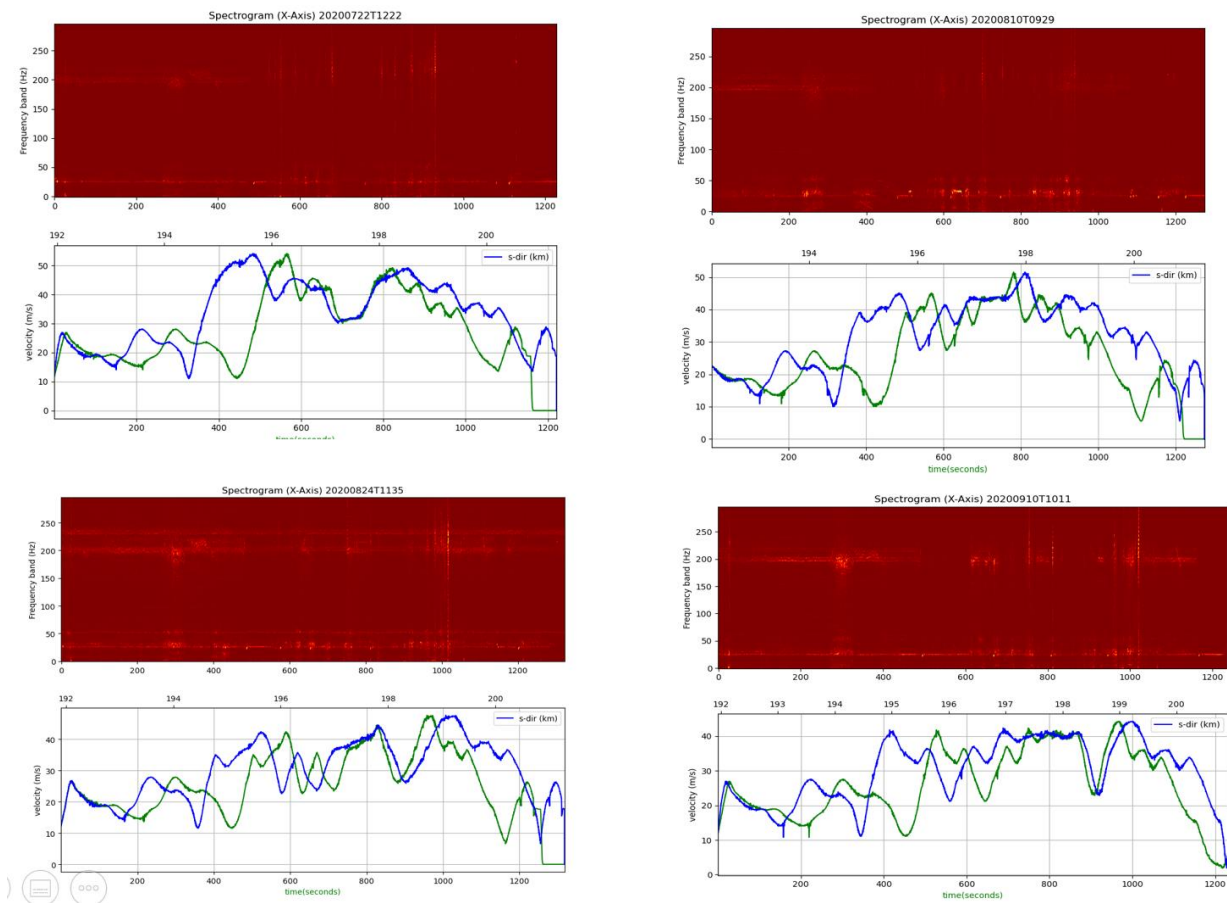 Spectrogram (X-Axis) 20200722T1222
Frequency band (Hz)
250
200
150
100
50
0
0 200 400 600 800 1000 1200
192 194 196 198 200
velocity (m/s)
50
40
30
20
10
0
s-dir (km)
200 400 600 800 1000 1200
time(seconds)
Spectrogram (X-Axis) 20200810T0929
Frequency band (Hz)
250
200
150
100
50
0
0 200 400 600 800 1000 1200
194 196 198 200
velocity (m/s)
50
40
30
20
10
0
s-dir (km)
200 400 600 800 1000 1200
time(seconds)
Spectrogram (X-Axis) 20200824T1135
Frequency band (Hz)
250
200
150
100
50
0
0 200 400 600 800 1000 1200
192 194 196 198 200
velocity (m/s)
40
30
20
10
0
s-dir (km)
200 400 600 800 1000 1200
time(seconds)
Spectrogram (X-Axis) 20200910T1011
Frequency band (Hz)
250
200
150
100
50
0
0 200 400 600 800 1000 1200
192 193 194 195 196 197 198 199 200
velocity (m/s)
40
30
20
10
0
s-dir (km)
200 400 600 800 1000 1200
time(seconds)